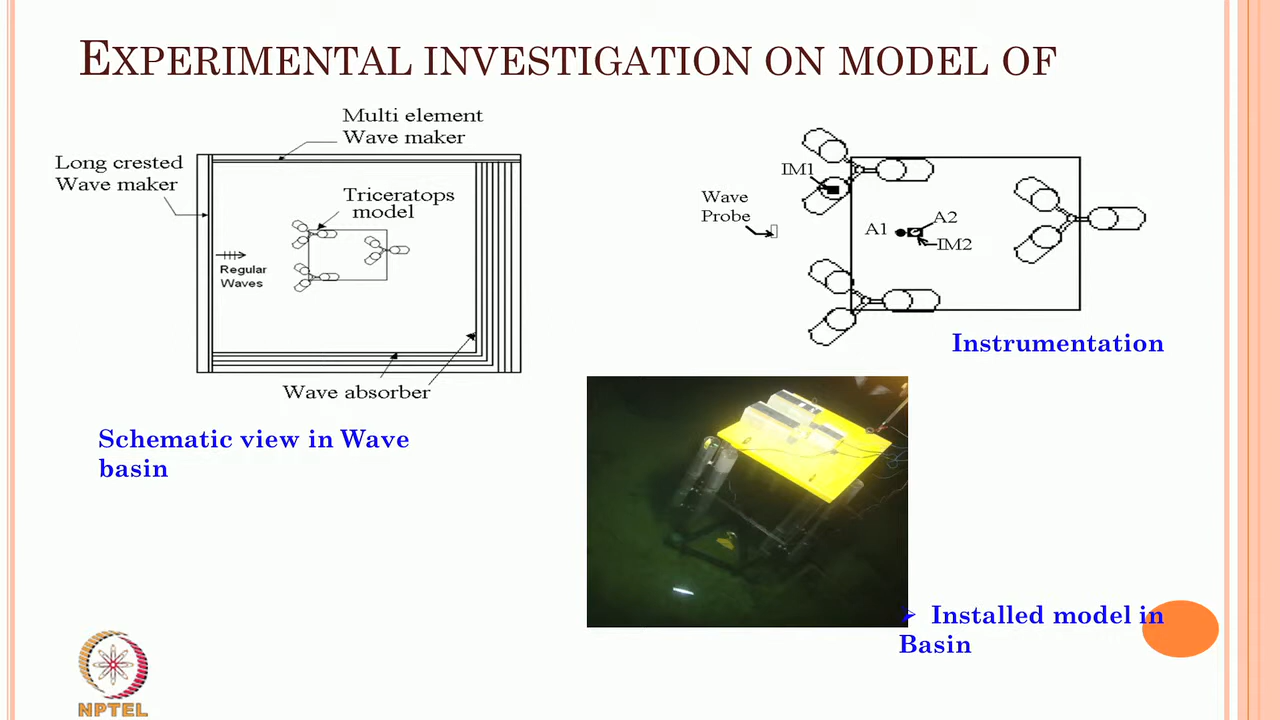 EXPERIMENTAL INVESTIGATION ON MODEL OF
Multi element
Wave maker
Long crested
Wave maker
Triceratops
model
Regular
Waves
Wave absorber
Schematic view in Wave
basin
IM1
Wave
Probe
A1
A2
IM2
Instrumentation
Installed model in
Basin
NPTEL